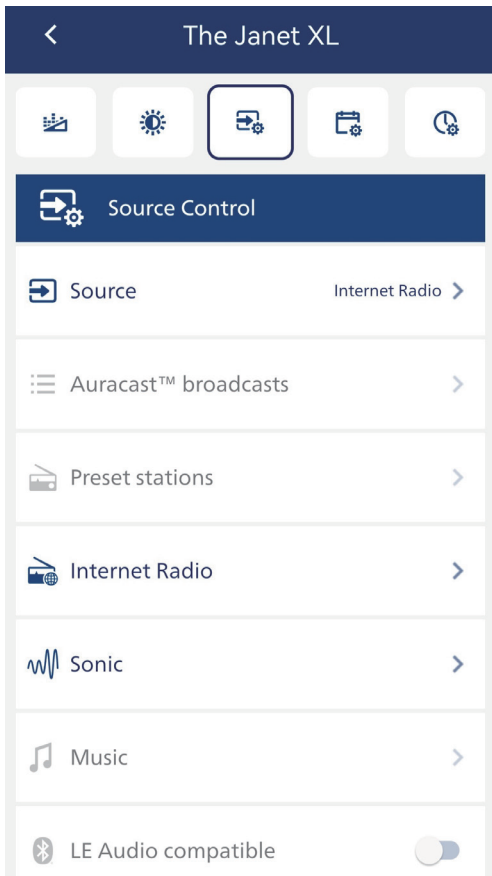 The Janet XL
Source Control
Source Internet Radio
Auracast™ broadcasts
Preset stations
Internet Radio
Sonic
Music
LE Audio compatible